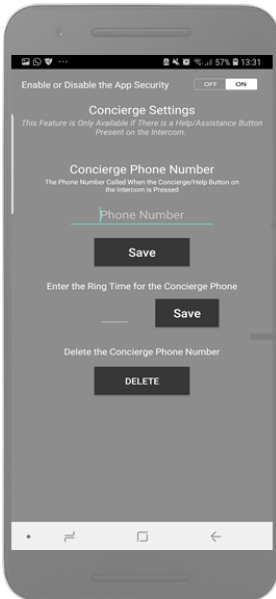 57% 13:31
Enable or Disable the App Security OFF ON
Concierge Settings
This Feature is Only Available if There is a Help/Assistance Button
Present on the Intercom.
Concierge Phone Number
The Phone Number Called When the Concierge/Help Button on
the Intercom is Pressed
Phone Number
Save
Enter the Ring Time for the Concierge Phone
Save
Delete the Concierge Phone Number
DELETE